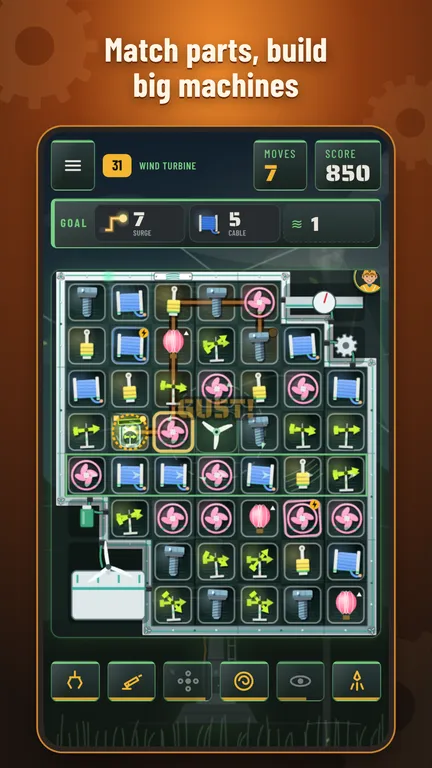 Match parts, build
big machines
31 WIND TURBINE
MOVES
7
SCORE
850
GOAL
7
SURGE
5
CABLE
1
GUST!